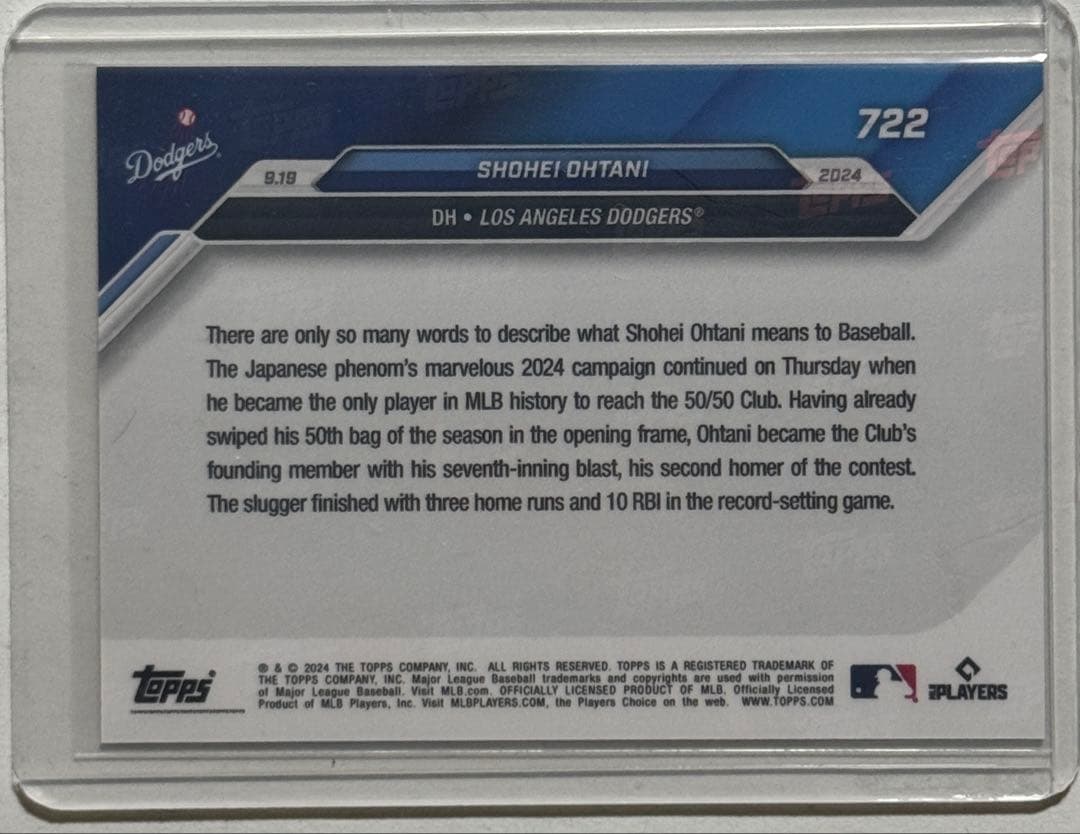 Dodgers
722
9.19
SHOHEI OHTANI
2024
DH • LOS ANGELES DODGERS®
There are only so many words to describe what Shohei Ohtani means to Baseball.
The Japanese phenom's marvelous 2024 campaign continued on Thursday when
he became the only player in MLB history to reach the 50/50 Club. Having already
swiped his 50th bag of the season in the opening frame, Ohtani became the Club's
founding member with his seventh-inning blast, his second homer of the contest.
The slugger finished with three home runs and 10 RBI in the record-setting game.
TOPPS
® & © 2024 THE TOPPS COMPANY, INC. ALL RIGHTS RESERVED. TOPPS IS A REGISTERED TRADEMARK OF
THE TOPPS COMPANY, INC. Major League Baseball trademarks and copyrights are used with permission
of Major League Baseball. Visit MLB.com. OFFICIALLY LICENSED PRODUCT OF MLB. Officially Licensed
Product of MLB Players, Inc. Visit MLBPLAYERS.COM, the Players Choice on the web. WWW.TOPPS.COM
PLAYERS